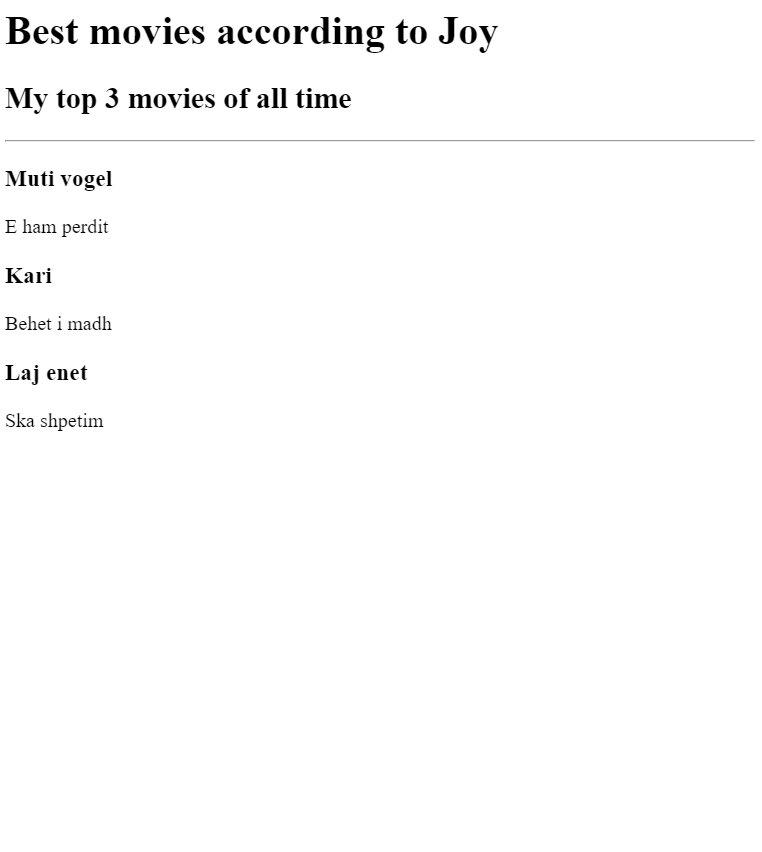 Best movies according to Joy
My top 3 movies of all time
Muti vogel
E ham perdit
Kari
Behet i madh
Laj enet
Ska shpetim